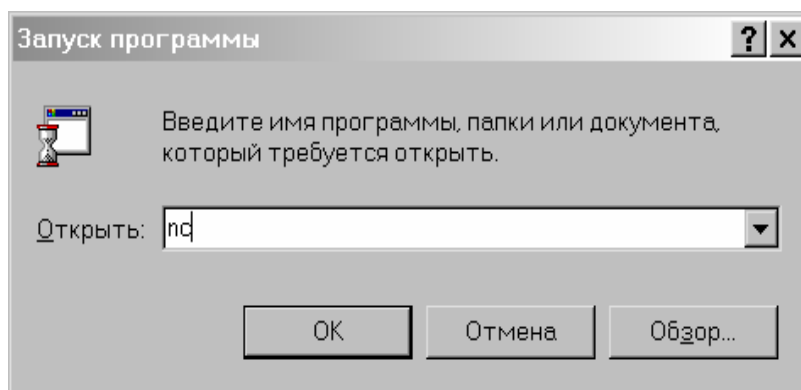 Запуск программы
Введите имя программы, папки или документа,
который требуется открыть.
Открыть: nc
OK Отмена Обзор...